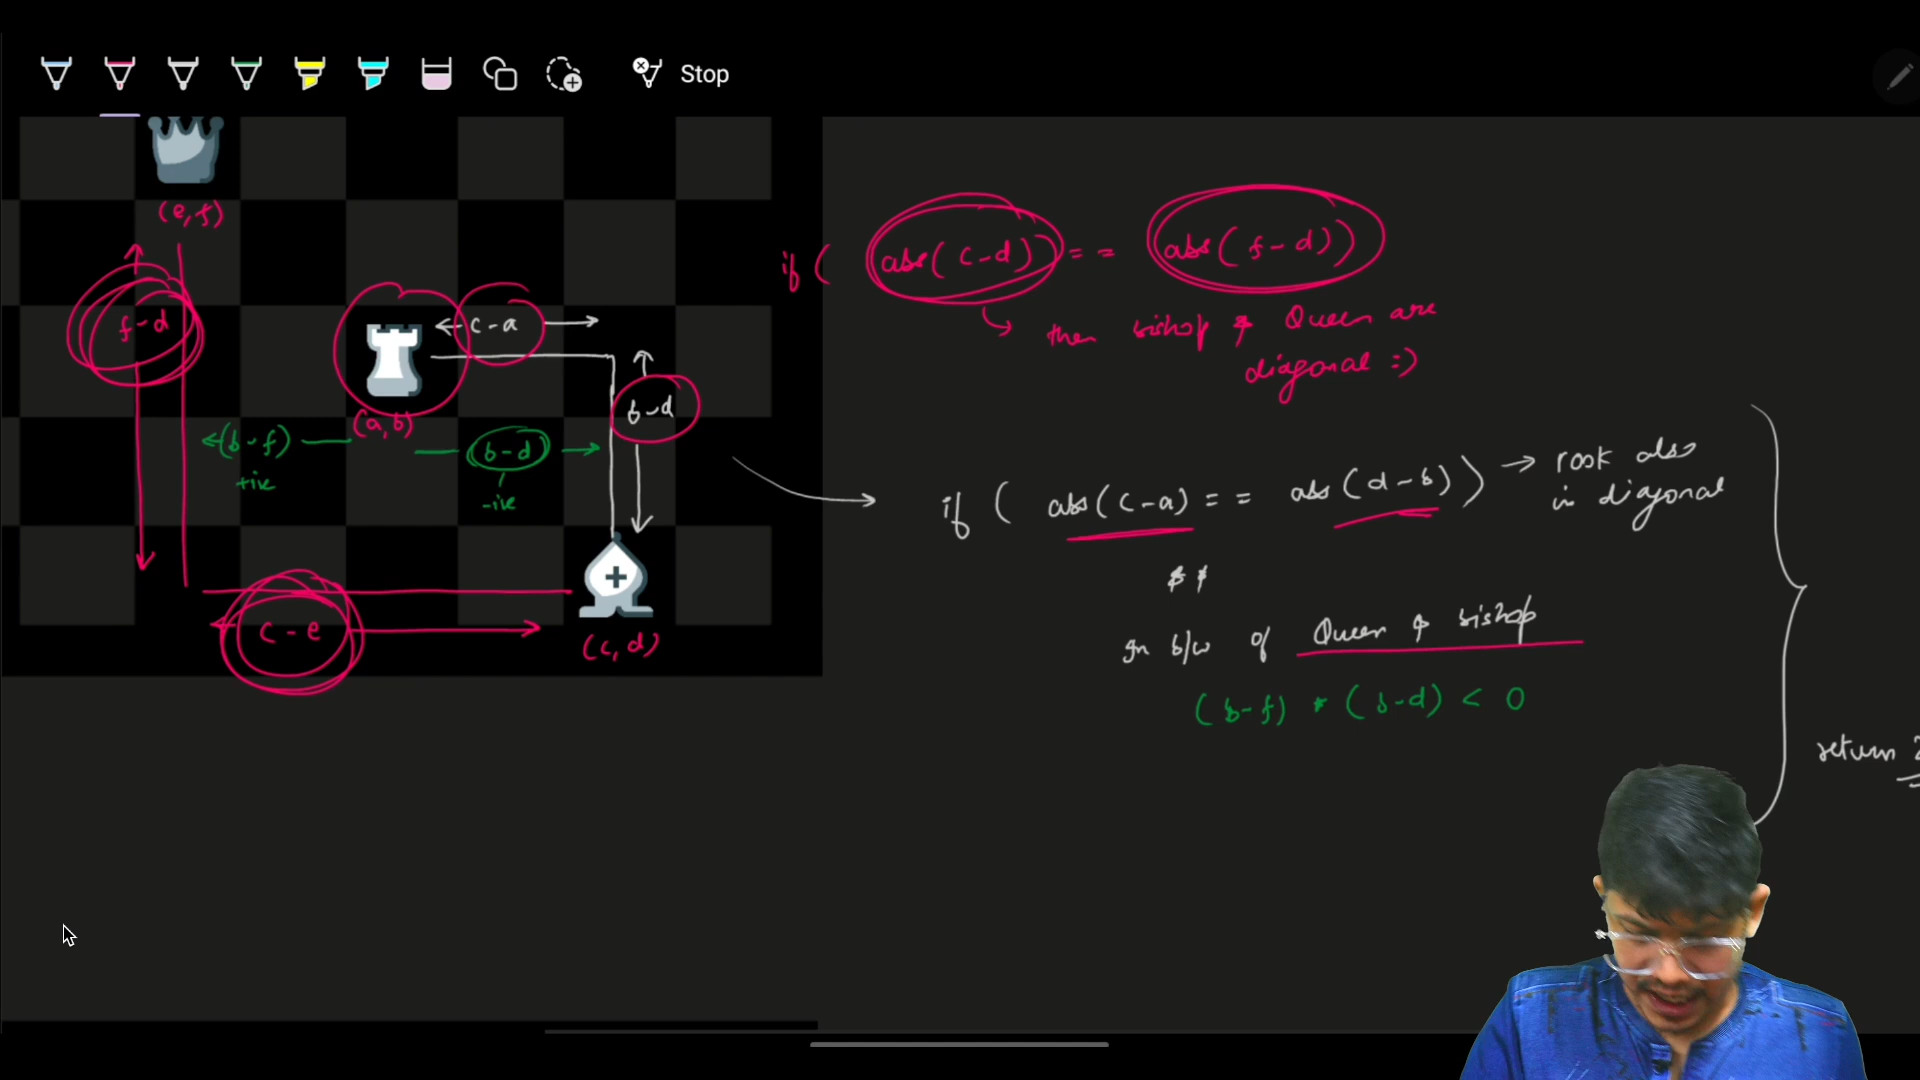 Stop
(e,f)
f-d
c-a
(a,b)
b-d
(b-f)
+ive
b-d
-ive
c-e
(c,d)
if ( abs(c-d)) == abs(f-d))
then bishop & Queen are
diagonal :)
if ( abs(c-a) == abs(d-b)) → rook also
in diagonal
&&
In b/w of Queen & bishop
(b-f) * (b-d) < 0
return 2